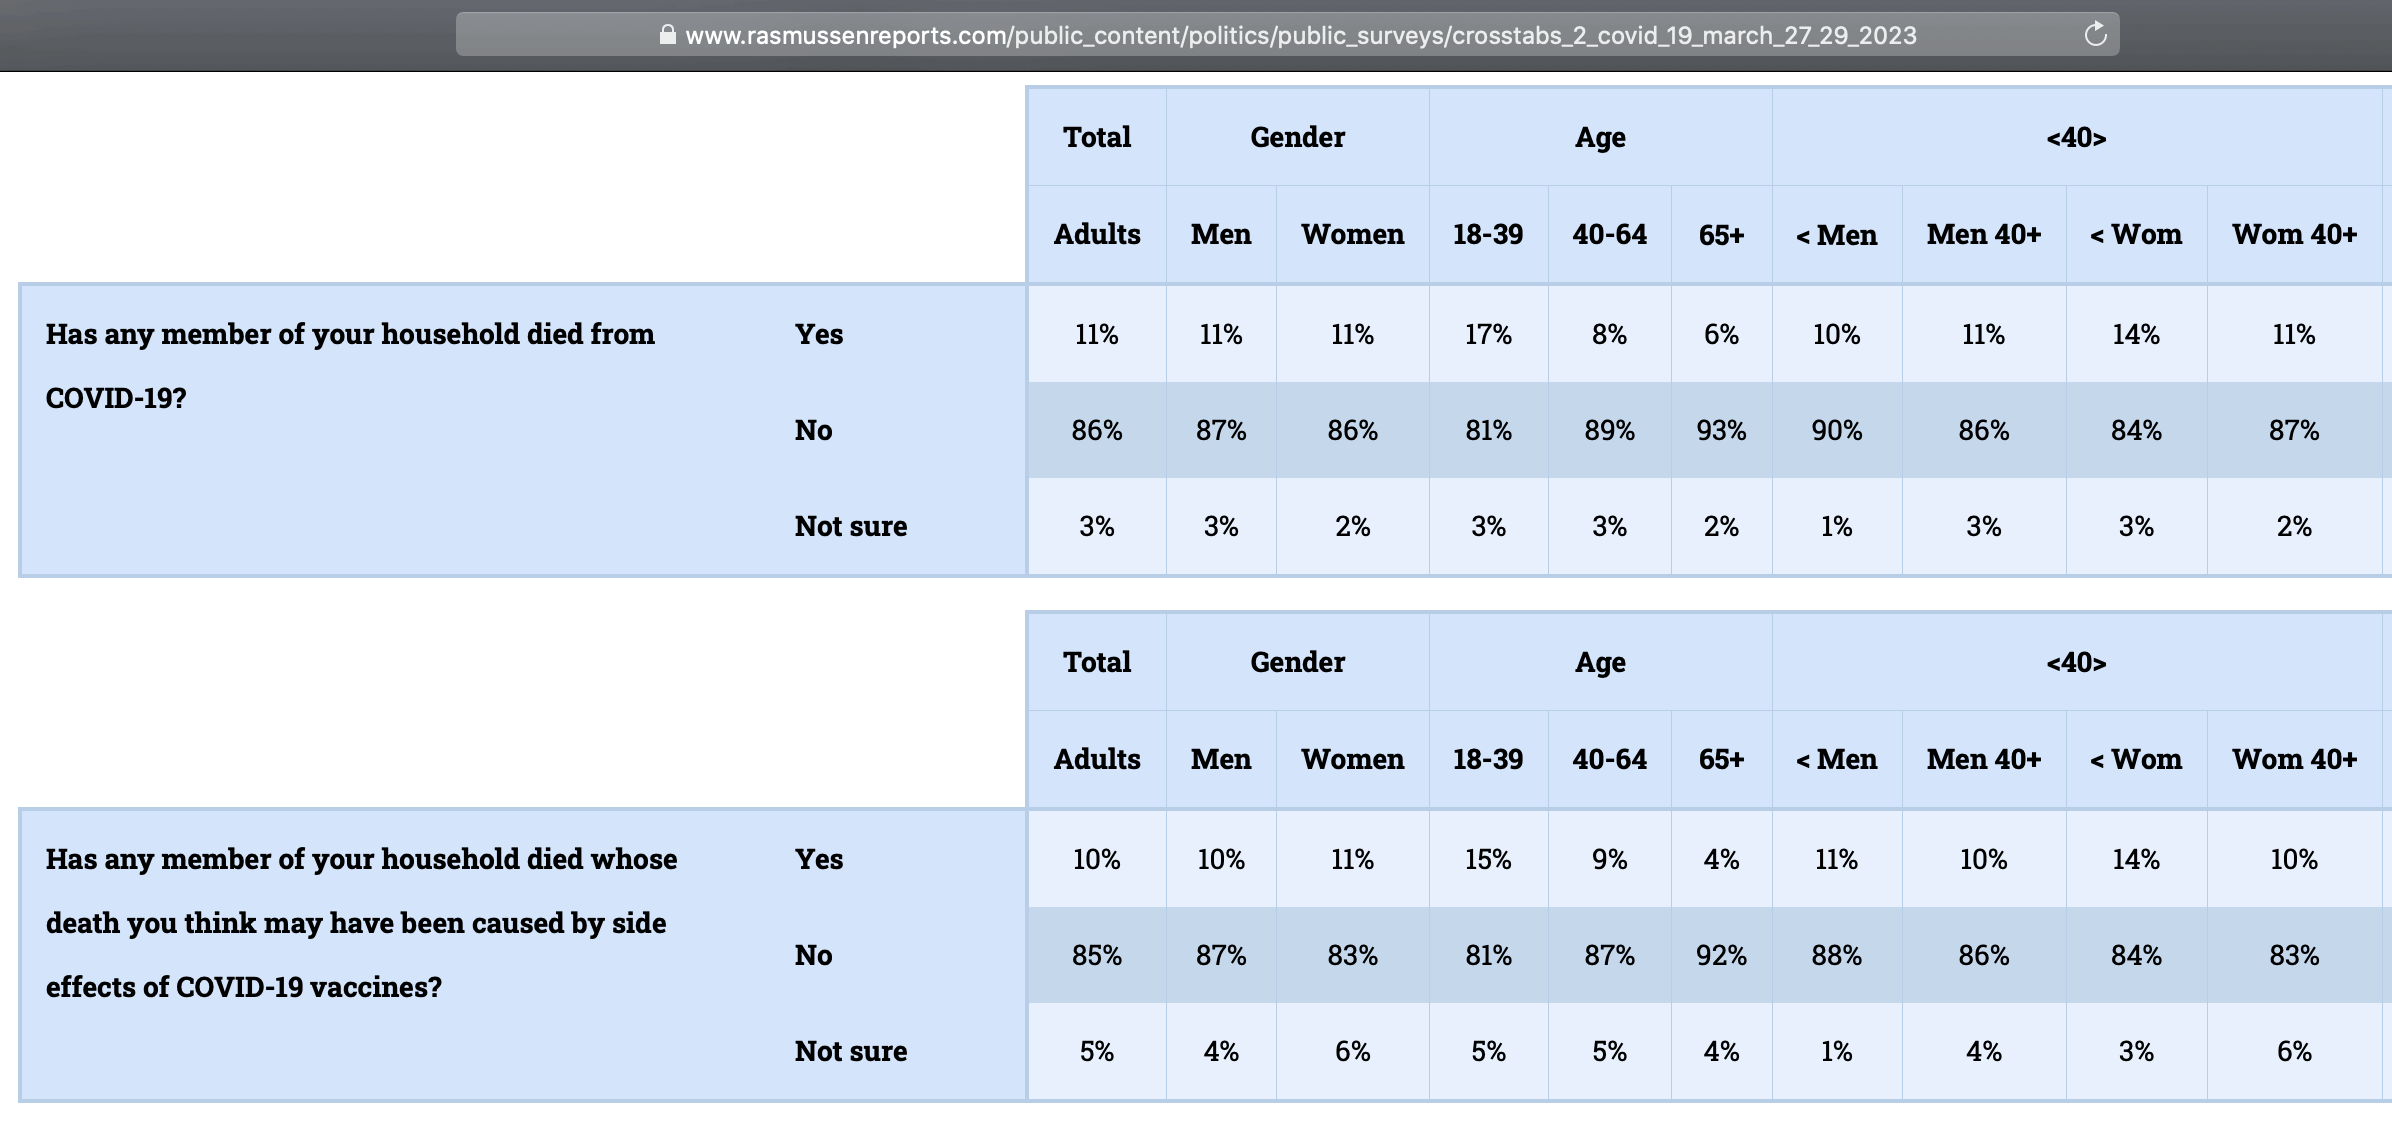 www.rasmussenreports.com/public_content/politics/public_surveys/crosstabs_2_covid_19_march_27_29_2023
Total Gender Age <40>
Adults Men Women 18-39 40-64 65+ < Men Men 40+ < Wom Wom 40+
Has any member of your household died from Yes 11% 11% 11% 17% 8% 6% 10% 11% 14% 11%
COVID-19?
No 86% 87% 86% 81% 89% 93% 90% 86% 84% 87%
Not sure 3% 3% 2% 3% 3% 2% 1% 3% 3% 2%
Total Gender Age <40>
Adults Men Women 18-39 40-64 65+ < Men Men 40+ < Wom Wom 40+
Has any member of your household died whose Yes 10% 10% 11% 15% 9% 4% 11% 10% 14% 10%
death you think may have been caused by side
No 85% 87% 83% 81% 87% 92% 88% 86% 84% 83%
effects of COVID-19 vaccines?
Not sure 5% 4% 6% 5% 5% 4% 1% 4% 3% 6%